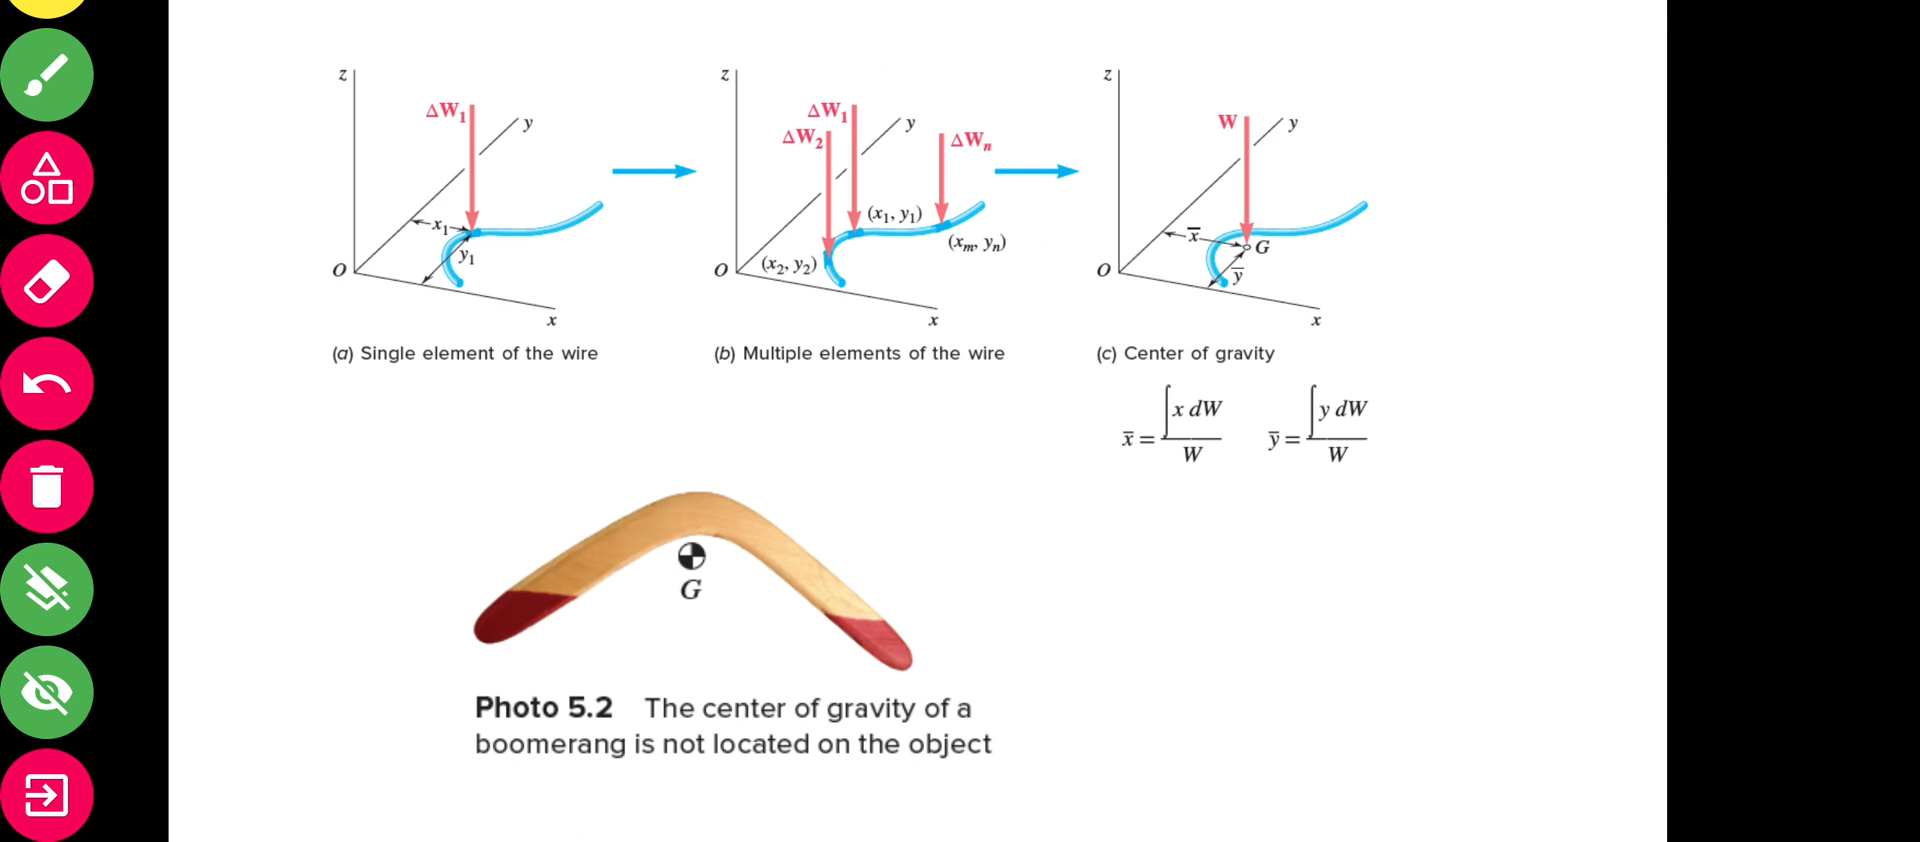 z
ΔW₁
y
x₁
y₁
O
x
(a) Single element of the wire
z
ΔW₁
ΔW₂
y
ΔWₙ
(x₁, y₁)
(xₘ, yₙ)
(x₂, y₂)
O
x
(b) Multiple elements of the wire
z
W
y
x̅
G
y̅
O
x
(c) Center of gravity
x̅ = ∫ x dW / W    y̅ = ∫ y dW / W
G
Photo 5.2 The center of gravity of a
boomerang is not located on the object